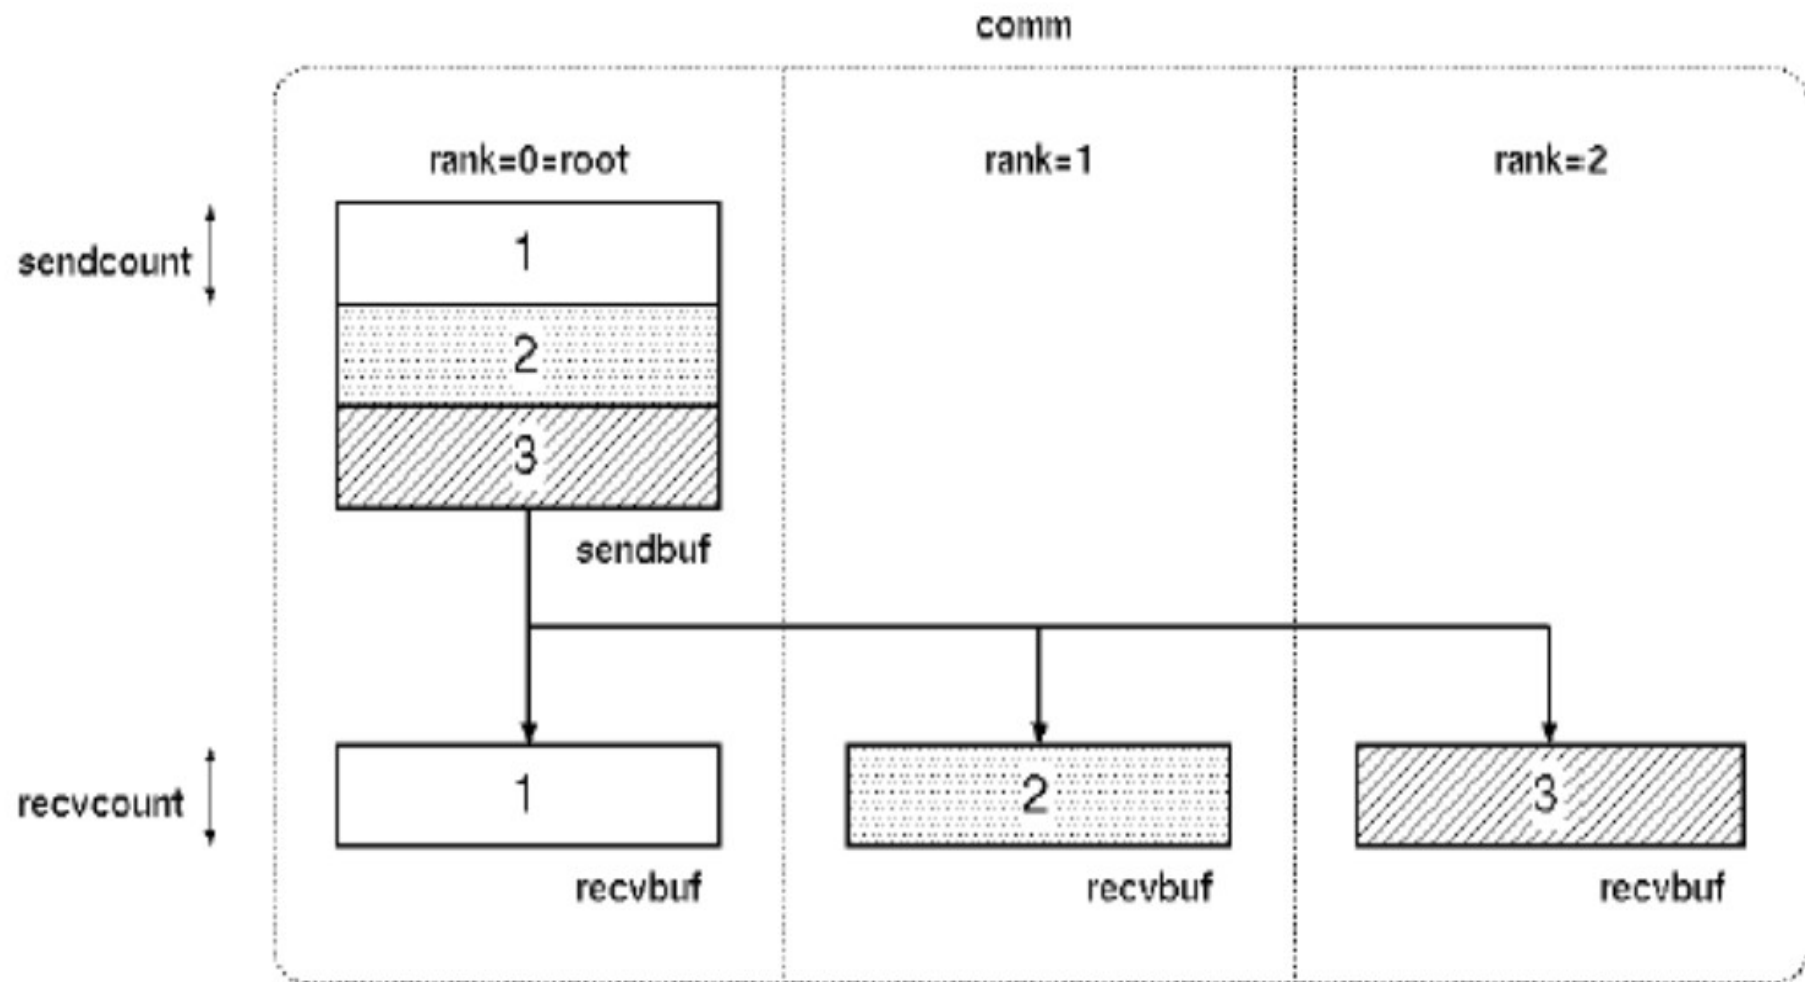 comm
rank=0=root
rank=1
rank=2
sendcount
1
2
3
sendbuf
recvcount
1
2
3
recvbuf
recvbuf
recvbuf